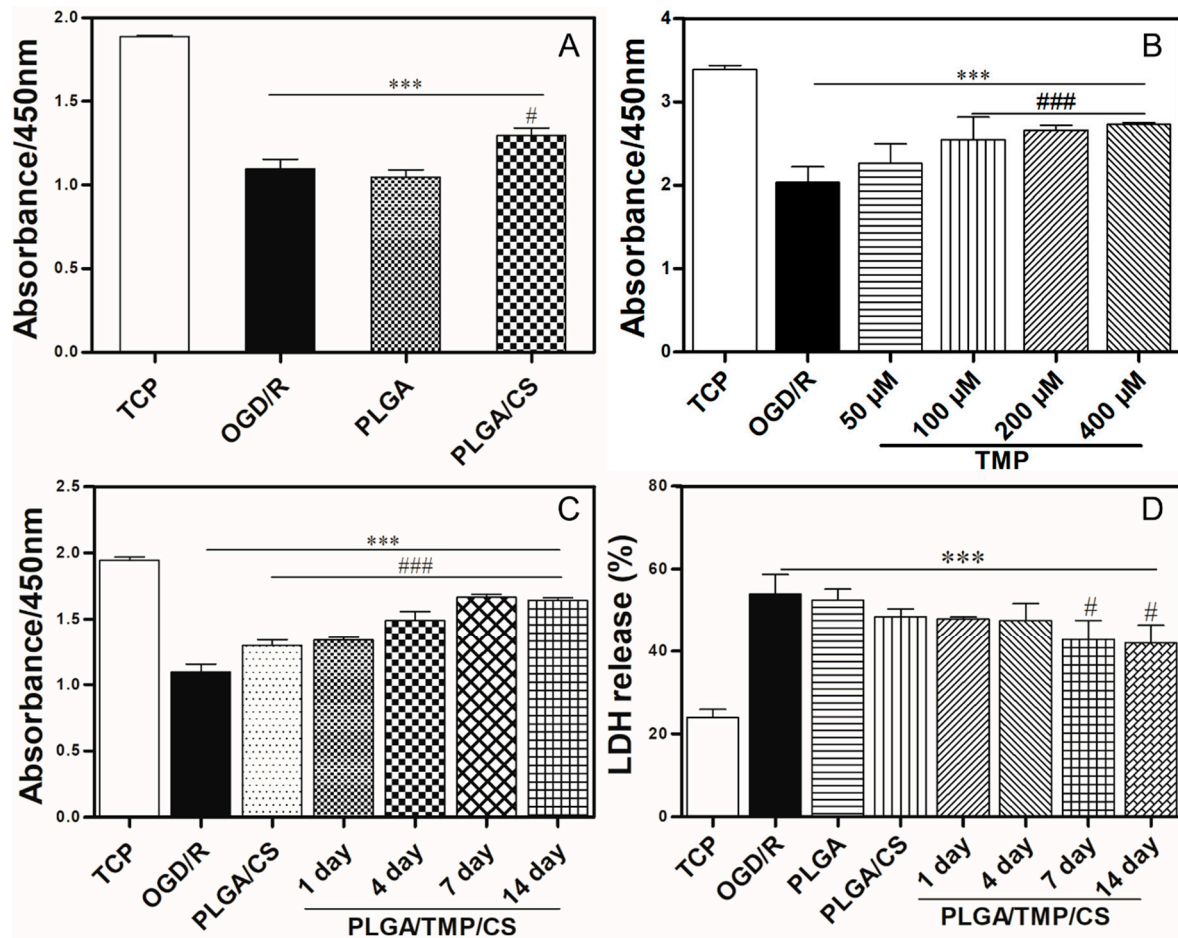 A
Absorbance/450nm
2.0
1.5
1.0
0.5
0.0
***
#
TCP
OGD/R
PLGA
PLGA/CS
B
Absorbance/450nm
4
3
2
1
0
***
###
TCP
OGD/R
50 µM
100 µM
200 µM
400 µM
TMP
C
Absorbance/450nm
2.5
2.0
1.5
1.0
0.5
0.0
***
###
TCP
OGD/R
PLGA/CS
1 day
4 day
7 day
14 day
PLGA/TMP/CS
D
LDH release (%)
80
60
40
20
0
***
#
#
TCP
OGD/R
PLGA
PLGA/CS
1 day
4 day
7 day
14 day
PLGA/TMP/CS